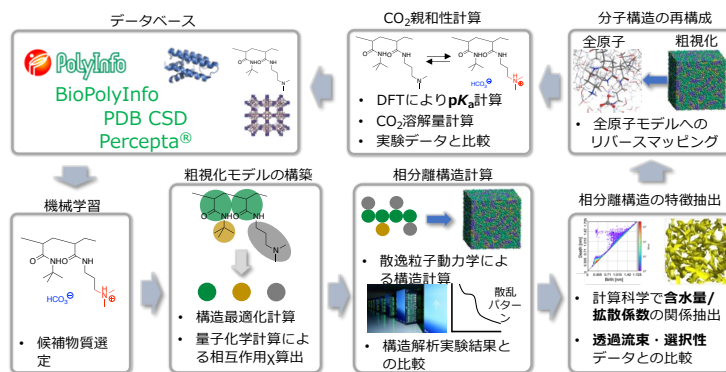 データベース
PolyInfo
BioPolyInfo
PDB CSD
Percepta®
CO₂親和性計算
HCO₃⊖
• DFTによりpKₐ計算
• CO₂溶解量計算
• 実験データと比較
分子構造の再構成
全原子
粗視化
• 全原子モデルへの
リバースマッピング
機械学習
HCO₃⊖
• 候補物質選
定
粗視化モデルの構築
• 構造最適化計算
• 量子化学計算によ
る相互作用χ算出
相分離構造計算
• 散逸粒子動力学によ
る構造計算
散乱
パターン
• 構造解析実験結果と
の比較
相分離構造の特徴抽出
Death [nm]
Birth [nm]
• 計算科学で含水量/
拡散係数の関係抽出
• 透過流束・選択性
データとの比較